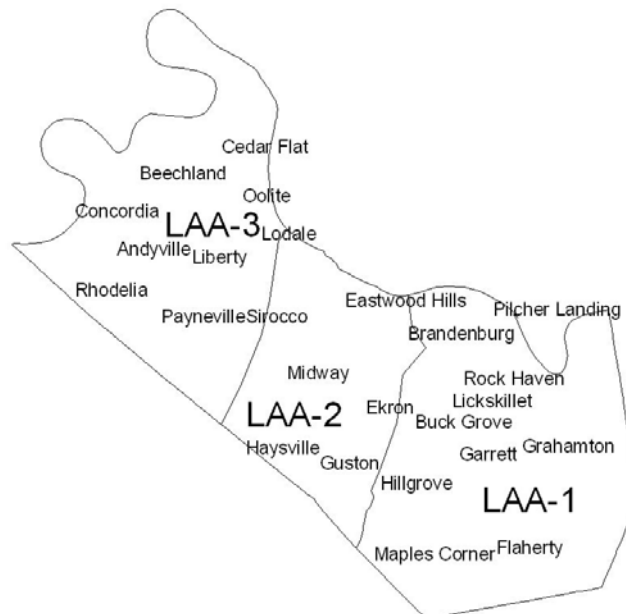 Cedar Flat
Beechland
Oolite
Concordia
LAA-3
Lodale
Andyville
Liberty
Rhodelia
Payneville
Sirocco
Eastwood Hills
Pilcher Landing
Brandenburg
Midway
Rock Haven
Lickskillet
Ekron
LAA-2
Buck Grove
Haysville
Garrett
Grahamton
Guston
Hillgrove
LAA-1
Maples Corner
Flaherty